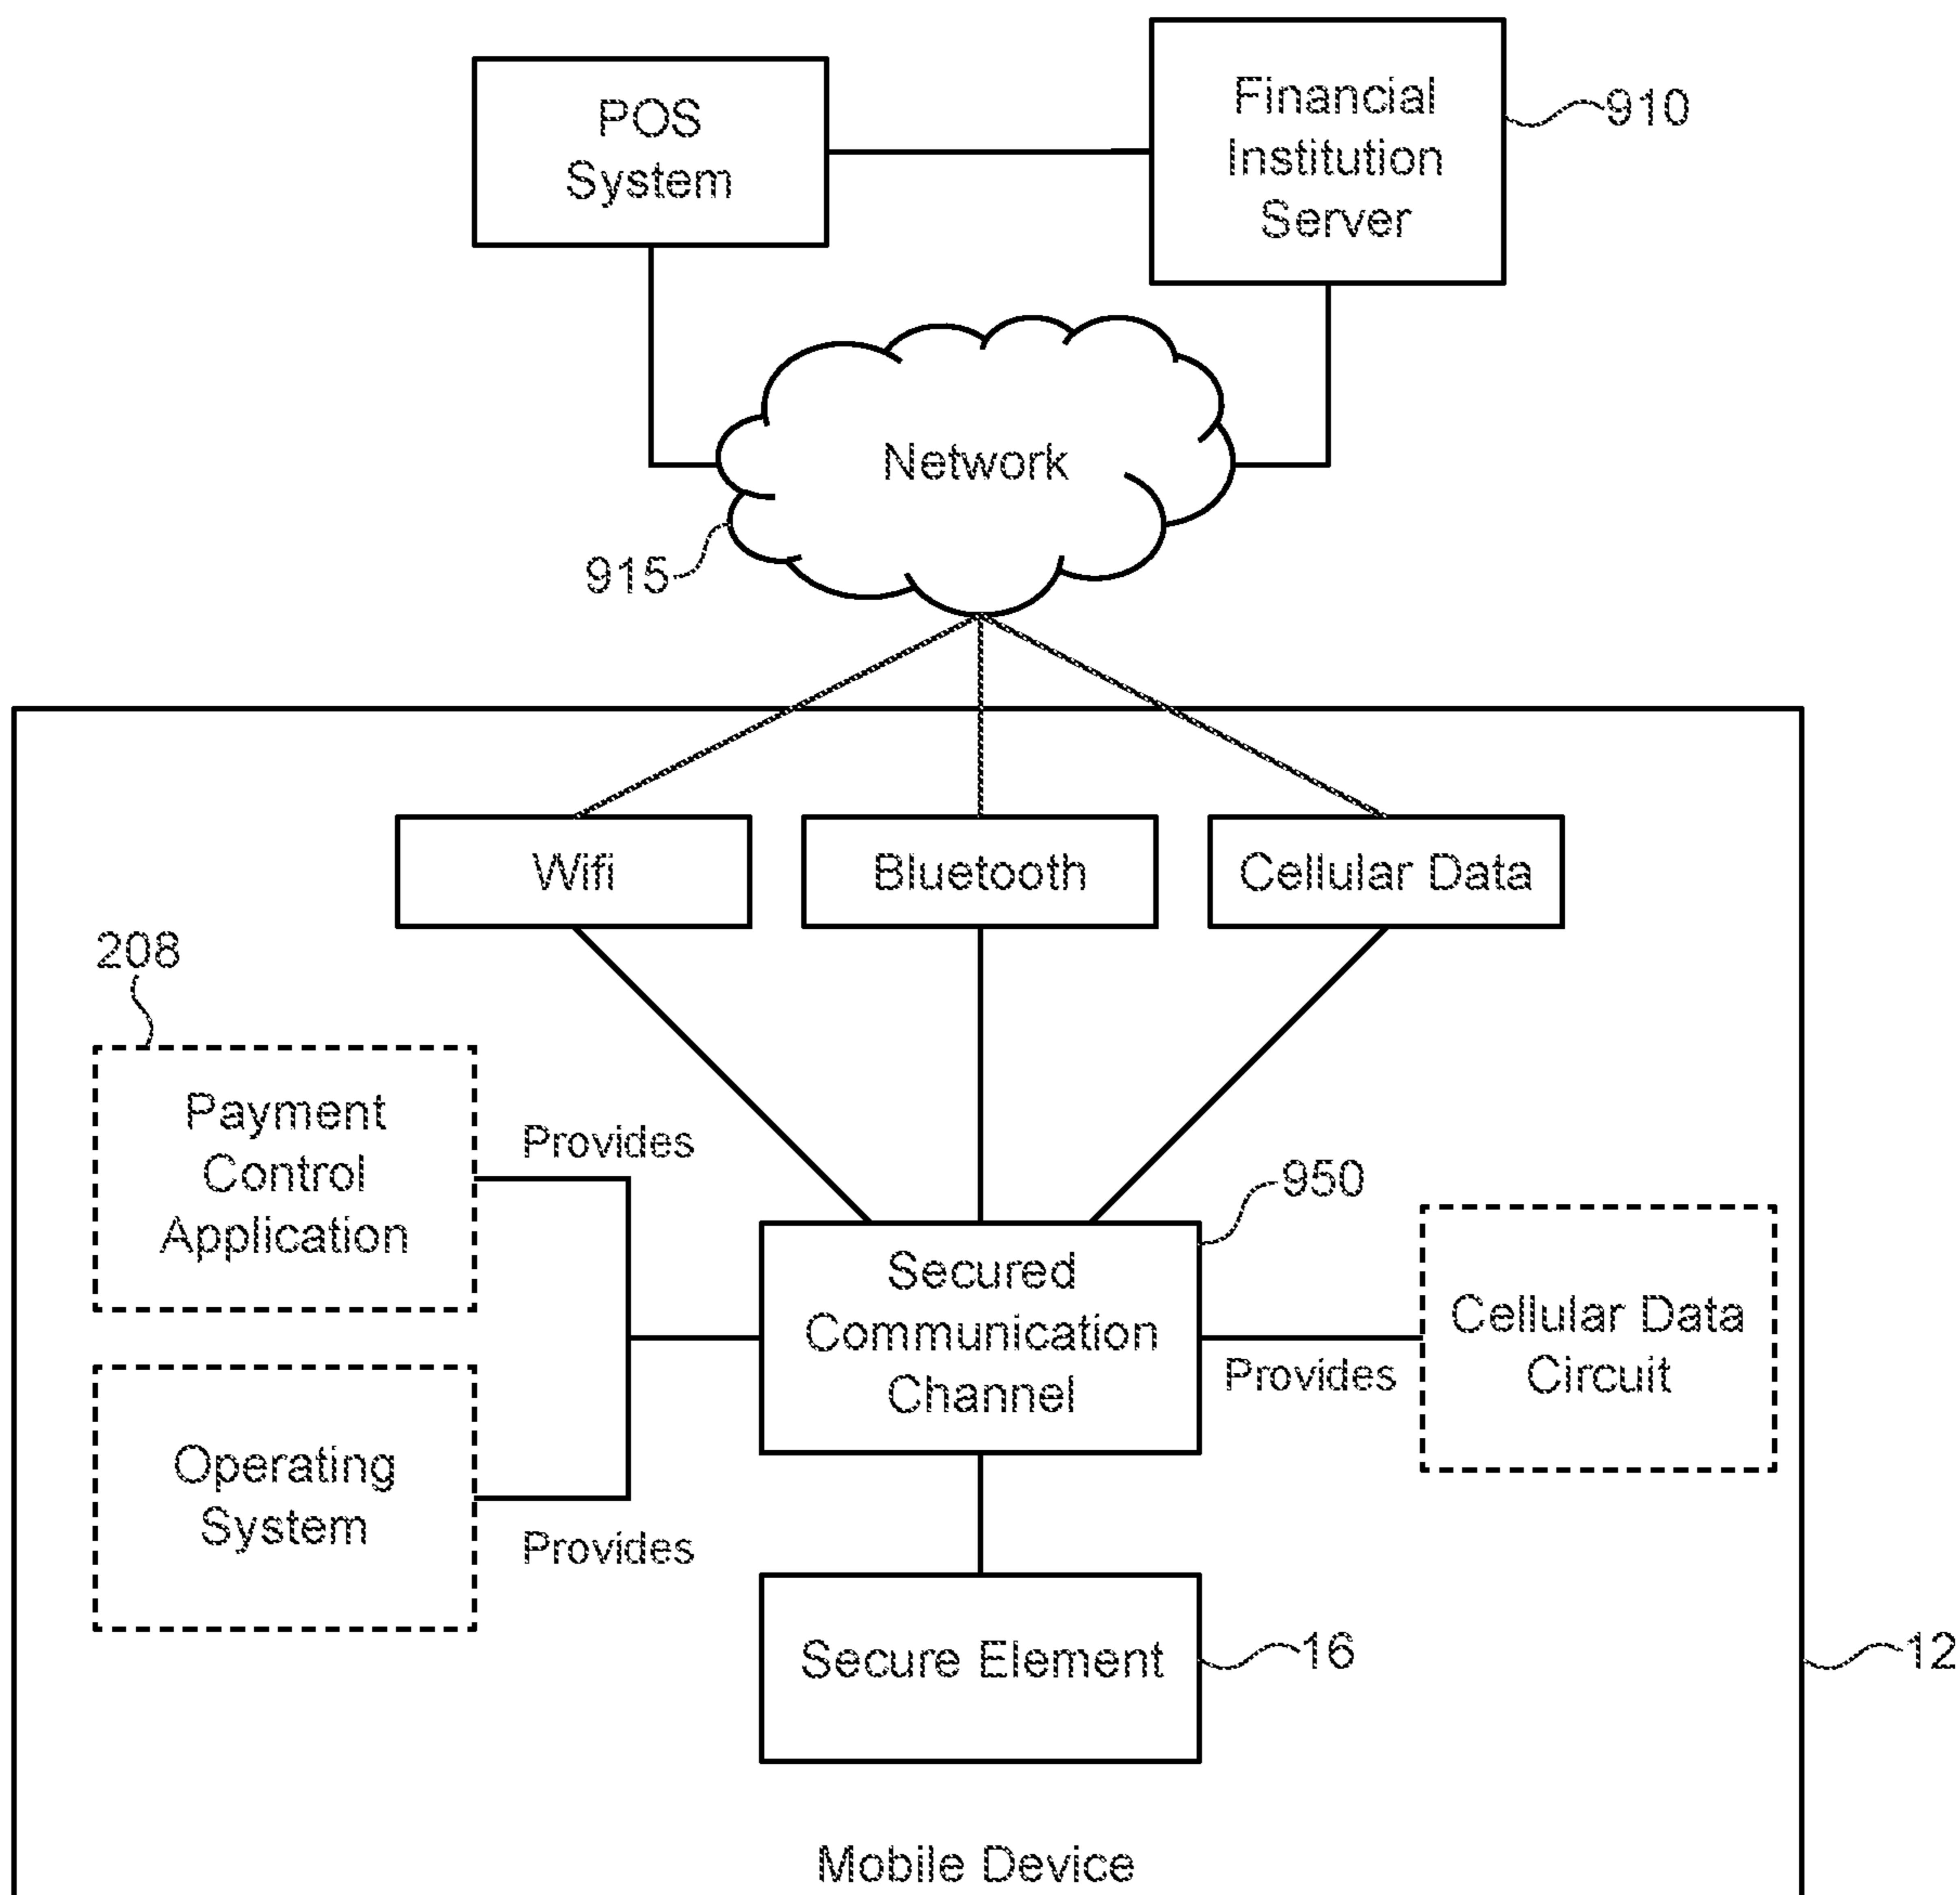 POS
System
Financial
Institution
Server
910
Network
915
Wifi
Bluetooth
Cellular Data
208
Payment
Control
Application
Provides
950
Secured
Communication
Channel
Cellular Data
Circuit
Provides
Operating
System
Provides
Secure Element
16
12
Mobile Device